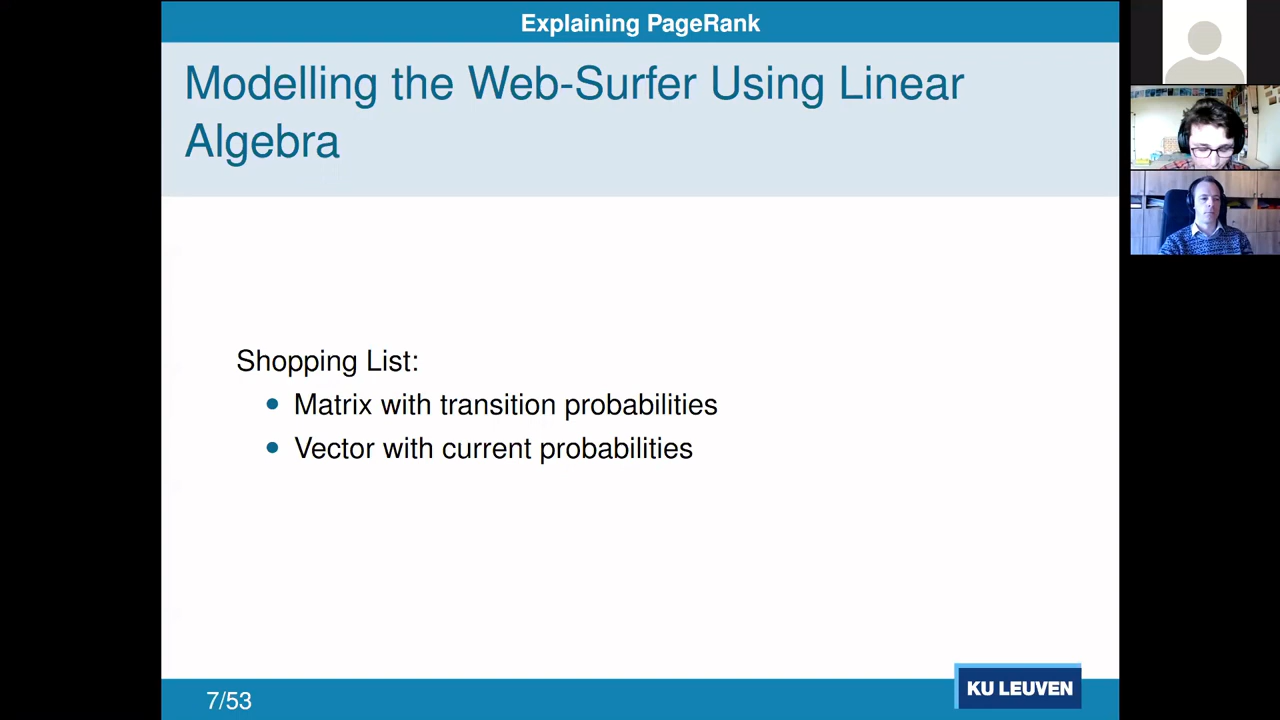 Explaining PageRank
Modelling the Web-Surfer Using Linear
Algebra
Shopping List:
Matrix with transition probabilities
Vector with current probabilities
7/53
KU LEUVEN